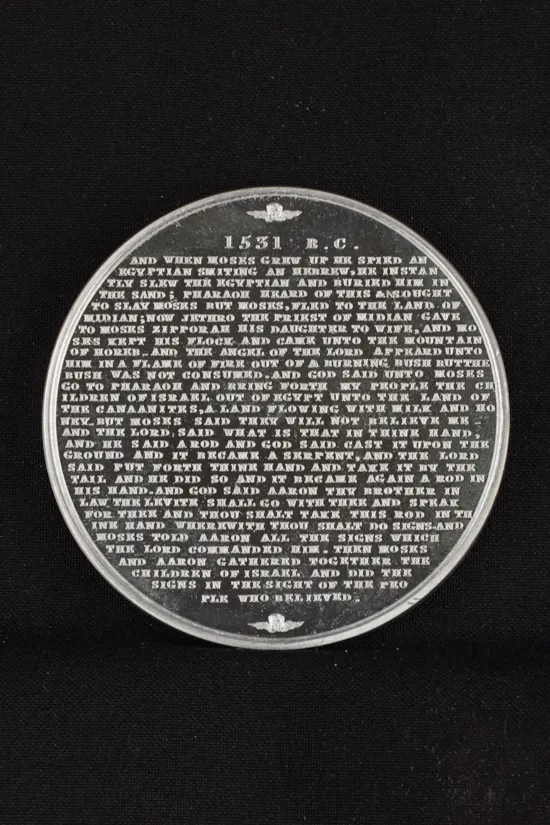 1531 B.C.
AND WHEN MOSES GREW UP HE SPIED AN
EGYPTIAN SMITING AN HEBREW, HE INSTAN
TLY SLEW THE EGYPTIAN AND BURIED HIM IN
THE SAND; PHARAOH HEARD OF THIS & SOUGHT
TO SLAY MOSES BUT MOSES, FLED TO THE LAND OF
MIDIAN; NOW JETHRO THE PRIEST OF MIDIAN GAVE
TO MOSES ZIPPORAH HIS DAUGHTER TO WIFE, AND MO
SES KEPT HIS FLOCK AND CAME UNTO THE MOUNTAIN
OF HOREB. AND THE ANGEL OF THE LORD APPEARD UNTO
HIM IN A FLAME OF FIRE OUT OF A BURNING BUSH BUT THE
BUSH WAS NOT CONSUMED. AND GOD SAID UNTO MOSES
GO TO PHARAOH AND BRING FORTH MY PEOPLE THE CH
ILDREN OF ISRAEL OUT OF EGYPT UNTO THE LAND OF
THE CANAANITES, A LAND FLOWING WITH MILK AND HO
NEY. BUT MOSES SAID THEY WILL NOT BELIEVE ME
AND THE LORD, SAID WHAT IS THAT IN THINE HAND,
AND HE SAID A ROD AND GOD SAID CAST IT UPON THE
GROUND AND IT BECAME A SERPENT, AND THE LORD
SAID PUT FORTH THINE HAND AND TAKE IT BY THE
TAIL AND HE DID SO AND IT BECAME AGAIN A ROD IN
HIS HAND. AND GOD SAID AARON THY BROTHER IN
LAW THE LEVITE SHALL GO WITH THEE AND SPEAK
FOR THEE AND THOU SHALT TAKE THIS ROD IN TH
INE HAND WHEREWITH THOU SHALT DO SIGNS. AND
MOSES TOLD AARON ALL THE SIGNS WHICH
THE LORD COMMANDED HIM. THEN MOSES
AND AARON GATHERED TOGETHER THE
CHILDREN OF ISRAEL AND DID THE
SIGNS IN THE SIGHT OF THE PEO
PLE WHO BELIEVED.